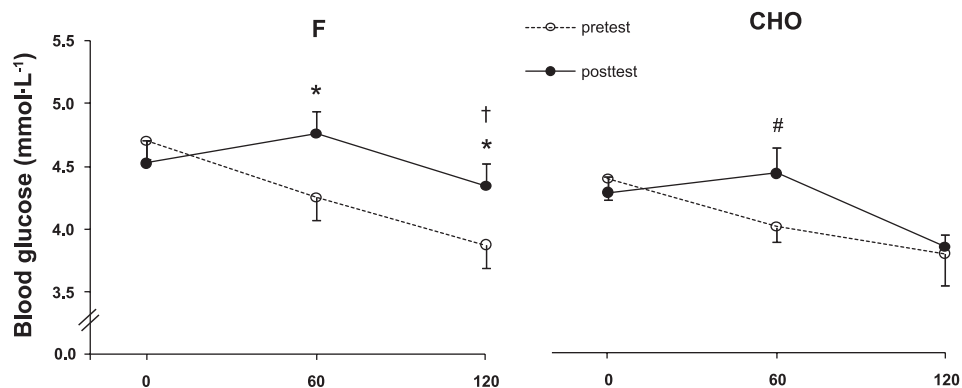 F
CHO
pretest
posttest
Blood glucose (mmol·L⁻¹)
5.5
5.0
4.5
4.0
3.5
0.0
*
†
*
#
0 60 120
0 60 120